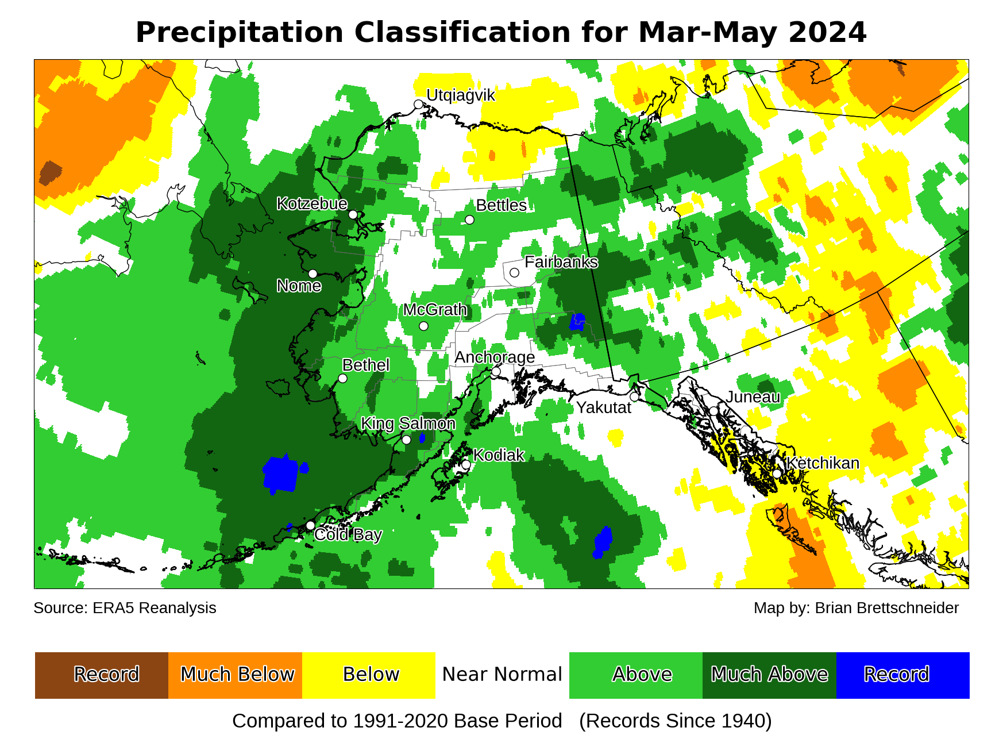 Precipitation Classification for Mar-May 2024
Utqiaġvik
Kotzebue
Bettles
Fairbanks
Nome
McGrath
Anchorage
Bethel
Juneau
Yakutat
King Salmon
Kodiak
Ketchikan
Cold Bay
Source: ERA5 Reanalysis
Map by: Brian Brettschneider
Record Much Below Below Near Normal Above Much Above Record
Compared to 1991-2020 Base Period (Records Since 1940)